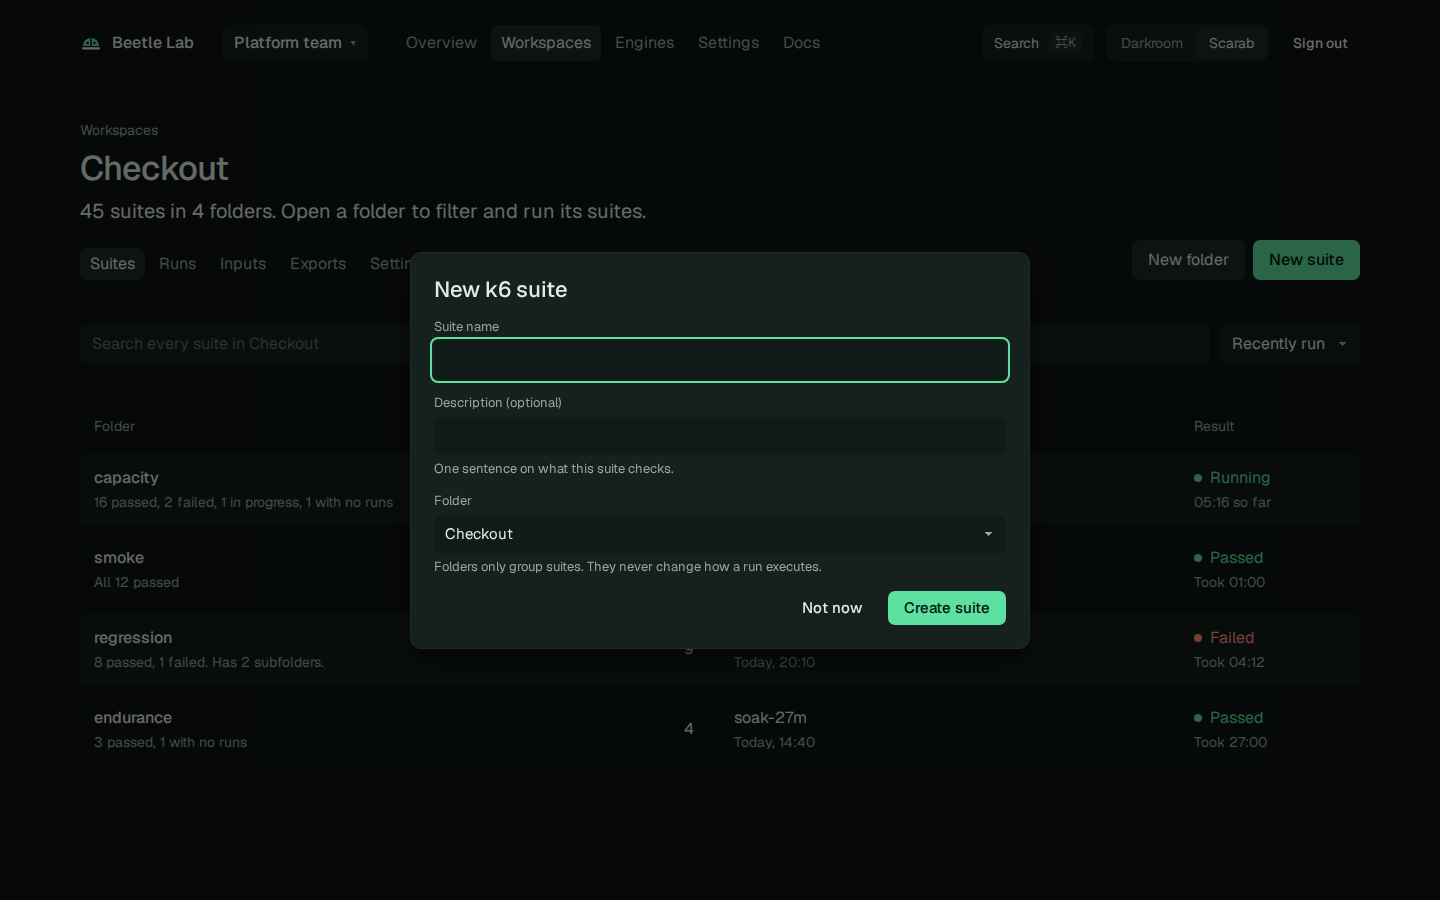 Beetle Lab
Platform team
Overview
Workspaces
Engines
Settings
Docs
Search ⌘K
Darkroom
Scarab
Sign out
Workspaces
Checkout
45 suites in 4 folders. Open a folder to filter and run its suites.
Suites
Runs
Inputs
Exports
New folder
New suite
Search every suite in Checkout
Recently run
Folder
Result
capacity
16 passed, 2 failed, 1 in progress, 1 with no runs
Running
05:16 so far
smoke
All 12 passed
Passed
Took 01:00
regression
8 passed, 1 failed. Has 2 subfolders.
Today, 20:10
Failed
Took 04:12
endurance
3 passed, 1 with no runs
4
soak-27m
Today, 14:40
Passed
Took 27:00
New k6 suite
Suite name
Description (optional)
One sentence on what this suite checks.
Folder
Checkout
Folders only group suites. They never change how a run executes.
Not now
Create suite